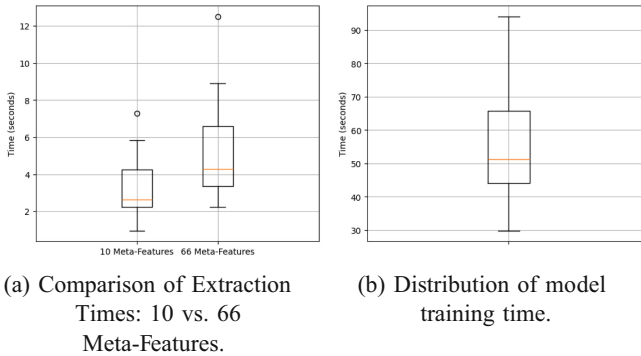 12
10
8
6
4
2
Time (seconds)
10 Meta-Features 66 Meta-Features
90
80
70
60
50
40
30
Time (seconds)
(a) Comparison of Extraction
Times: 10 vs. 66
Meta-Features.
(b) Distribution of model
training time.